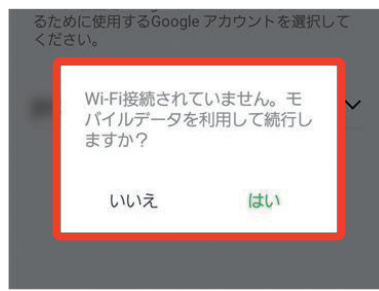 るために使用するGoogle アカウントを選択して
ください。
Wi-Fi接続されていません。モ
バイルデータを利用して続行し
ますか？
いいえ はい